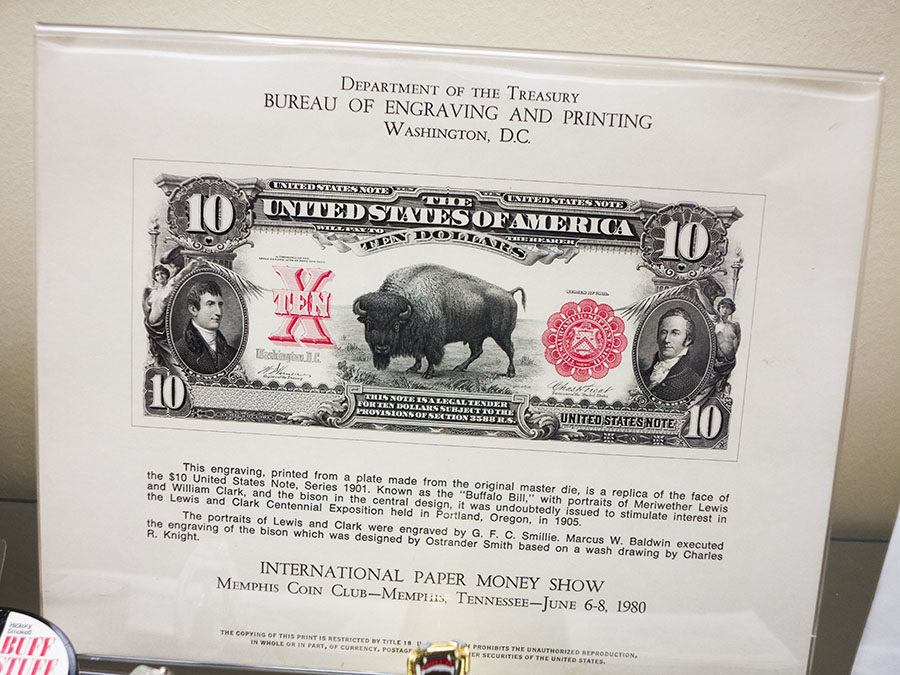 DEPARTMENT OF THE TREASURY
BUREAU OF ENGRAVING AND PRINTING
WASHINGTON, D.C.
UNITED STATES NOTE
UNITED STATES NOTE
THE
UNITED STATES OF AMERICA
WILL PAY TO
THE BEARER
TEN DOLLARS
10
10
X
TEN
Washington, D.C.
THIS NOTE IS A LEGAL TENDER
FOR TEN DOLLARS SUBJECT TO THE
PROVISIONS OF SECTION 3588 R.S.
UNITED STATES NOTE
10
10
This engraving, printed from a plate made from the original master die, is a replica of the face of
the $10 United States Note, Series 1901. Known as the "Buffalo Bill," with portraits of Meriwether Lewis
and William Clark, and the bison in the central design, it was undoubtedly issued to stimulate interest in
the Lewis and Clark Centennial Exposition held in Portland, Oregon, in 1905.
The portraits of Lewis and Clark were engraved by G. F. C. Smillie. Marcus W. Baldwin executed
the engraving of the bison which was designed by Ostrander Smith based on a wash drawing by Charles
R. Knight.
INTERNATIONAL PAPER MONEY SHOW
MEMPHIS COIN CLUB—MEMPHIS, TENNESSEE—JUNE 6-8, 1980
THE COPYING OF THIS PRINT IS RESTRICTED BY TITLE 18 PROHIBITS THE UNAUTHORIZED REPRODUCTION,
IN WHOLE OR IN PART, OF CURRENCY, POSTAGE SECURITIES OF THE UNITED STATES.
Hickory
Smoked
BUFF
STUFF